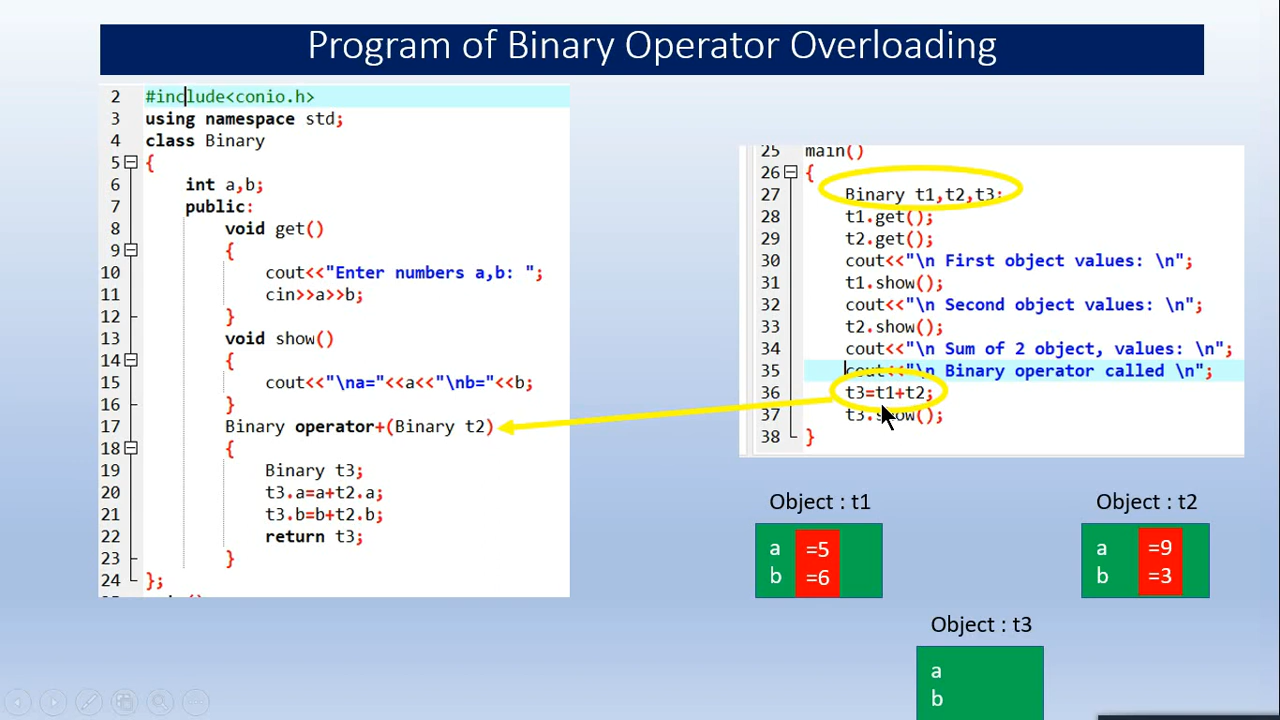 Program of Binary Operator Overloading
2 #include<conio.h>
3 using namespace std;
4 class Binary
5 {
6 int a,b;
7 public:
8 void get()
9 {
10 cout<<"Enter numbers a,b: ";
11 cin>>a>>b;
12 }
13 void show()
14 {
15 cout<<"\na="<<a<<"\nb="<<b;
16 }
17 Binary operator+(Binary t2)
18 {
19 Binary t3;
20 t3.a=a+t2.a;
21 t3.b=b+t2.b;
22 return t3;
23 }
24 };
25 main()
26 {
27 Binary t1,t2,t3;
28 t1.get();
29 t2.get();
30 cout<<"\n First object values: \n";
31 t1.show();
32 cout<<"\n Second object values: \n";
33 t2.show();
34 cout<<"\n Sum of 2 object, values: \n";
35 cout<<"\n Binary operator called \n";
36 t3=t1+t2;
37 t3.show();
38 }
Object : t1
a =5
b =6
Object : t2
a =9
b =3
Object : t3
a
b